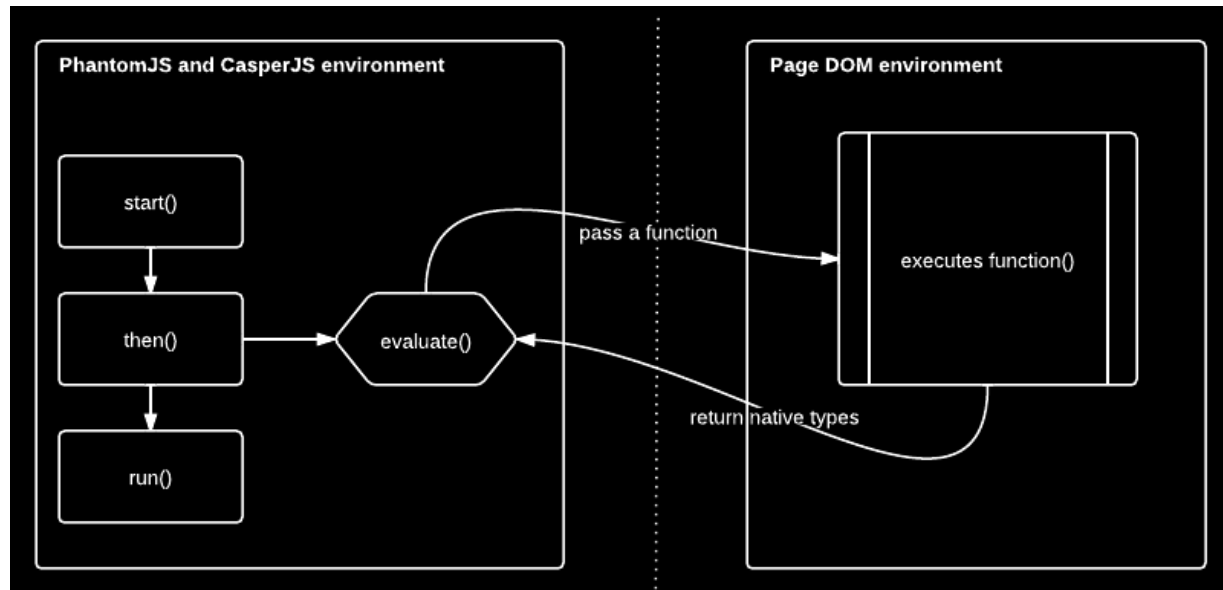 PhantomJS and CasperJS environment
Page DOM environment
start()
pass a function
executes function()
then()
evaluate()
return native types
run()